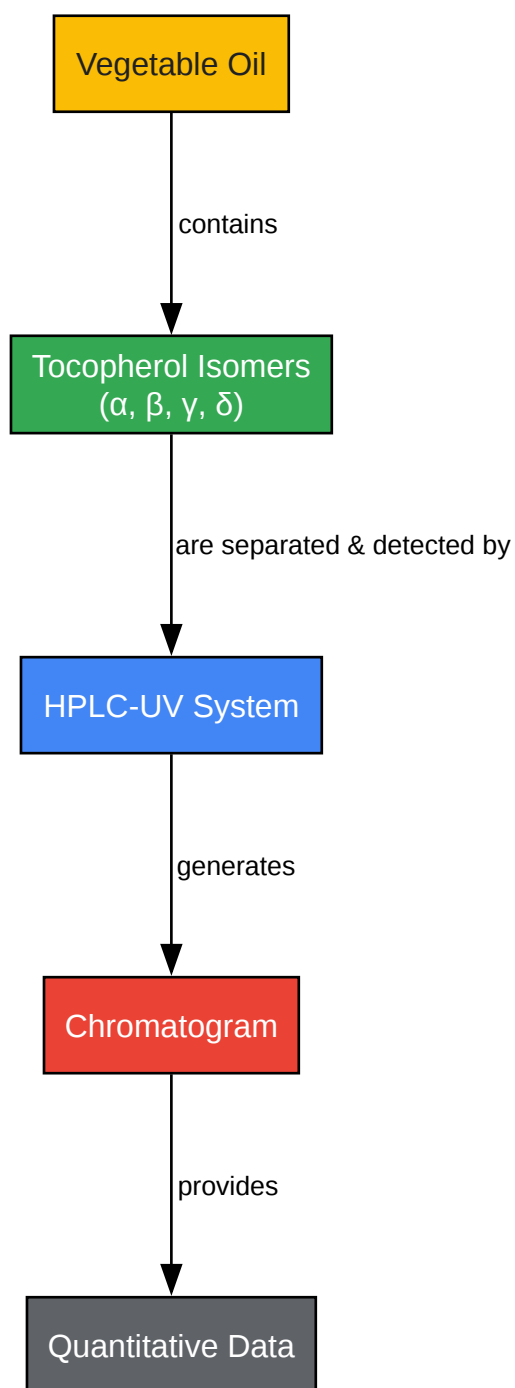 Vegetable Oil
contains
Tocopherol Isomers
(α, β, γ, δ)
are separated & detected by
HPLC-UV System
generates
Chromatogram
provides
Quantitative Data